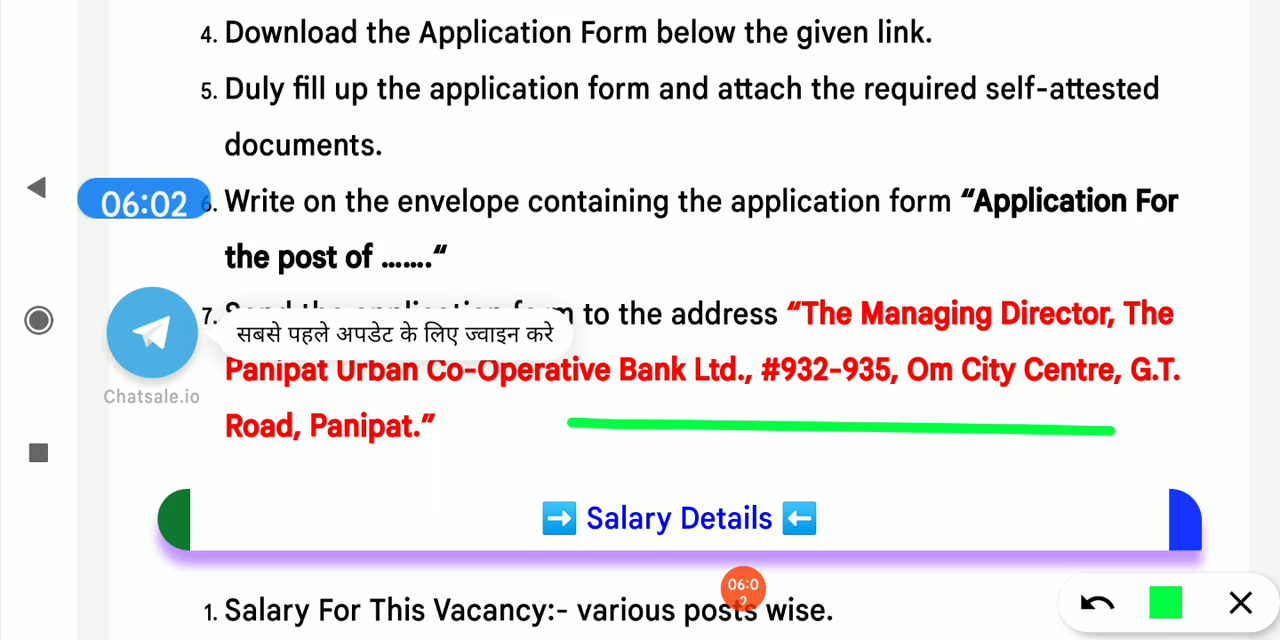 4. Download the Application Form below the given link.
5. Duly fill up the application form and attach the required self-attested
documents.
06:02
6. Write on the envelope containing the application form “Application For
the post of …….“
7. to the address “The Managing Director, The
सबसे पहले अपडेट के लिए ज्वाइन करे
Panipat Urban Co-Operative Bank Ltd., #932-935, Om City Centre, G.T.
Chatsale.io
Road, Panipat.”
Salary Details
06:02
1. Salary For This Vacancy:- various posts wise.